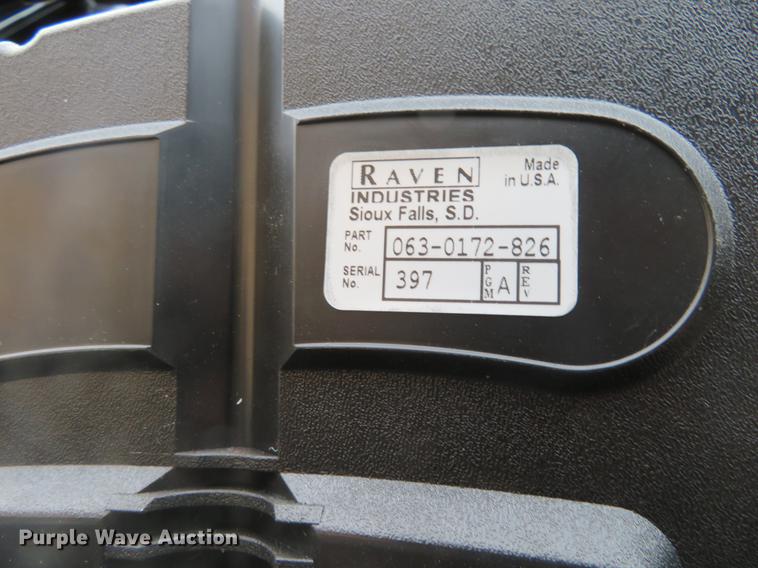 RAVEN
INDUSTRIES
Sioux Falls, S.D.
Made
in U.S.A.
PART
No.
063-0172-826
SERIAL
No.
397
PGM
A
REV
Purple Wave Auction